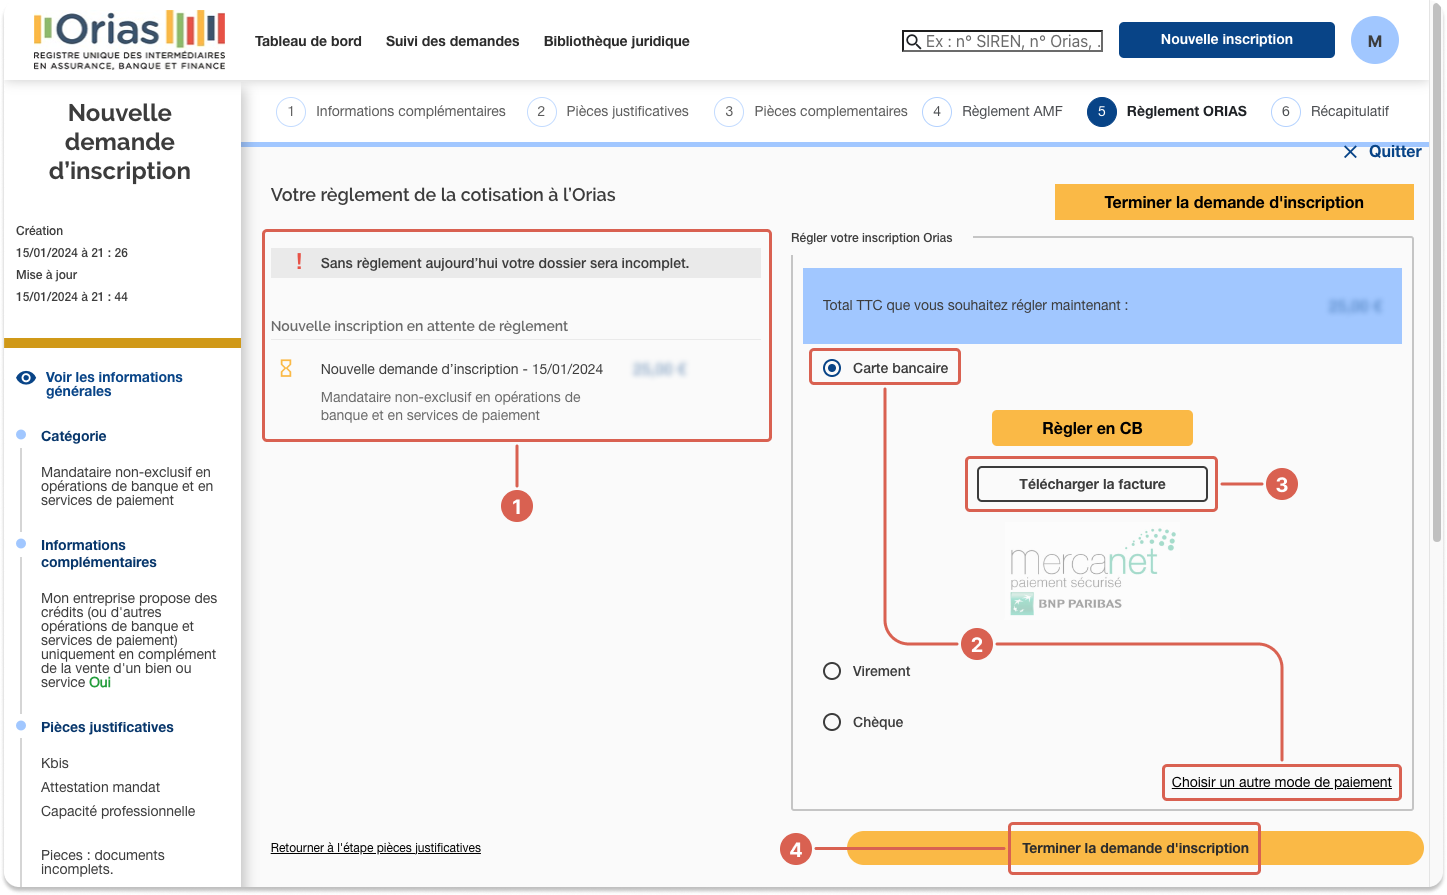 Orias
REGISTRE UNIQUE DES INTERMÉDIAIRES
EN ASSURANCE, BANQUE ET FINANCE
Tableau de bord
Suivi des demandes
Bibliothèque juridique
Ex : n° SIREN, n° Orias, .
Nouvelle inscription
M
Nouvelle
demande
d'inscription
Création
15/01/2024 à 21 : 26
Mise à jour
15/01/2024 à 21 : 44
Voir les informations
générales
Catégorie
Mandataire non-exclusif en
opérations de banque et en
services de paiement
Informations
complémentaires
Mon entreprise propose des
crédits (ou d'autres
opérations de banque et
services de paiement)
uniquement en complément
de la vente d'un bien ou
service Oui
Pièces justificatives
Kbis
Attestation mandat
Capacité professionnelle
Pieces : documents
incomplets.
1 Informations complémentaires
2 Pièces justificatives
3 Pièces complementaires
4 Règlement AMF
5 Règlement ORIAS
6 Récapitulatif
Quitter
Votre règlement de la cotisation à l'Orias
Terminer la demande d'inscription
! Sans règlement aujourd'hui votre dossier sera incomplet.
Nouvelle inscription en attente de règlement
Nouvelle demande d'inscription - 15/01/2024
Mandataire non-exclusif en opérations de
banque et en services de paiement
1
Régler votre inscription Orias
Total TTC que vous souhaitez régler maintenant :
Carte bancaire
Règler en CB
Télécharger la facture
3
mercanet
paiement sécurisé
BNP PARIBAS
2
Virement
Chèque
Choisir un autre mode de paiement
Retourner à l'étape pièces justificatives
4
Terminer la demande d'inscription